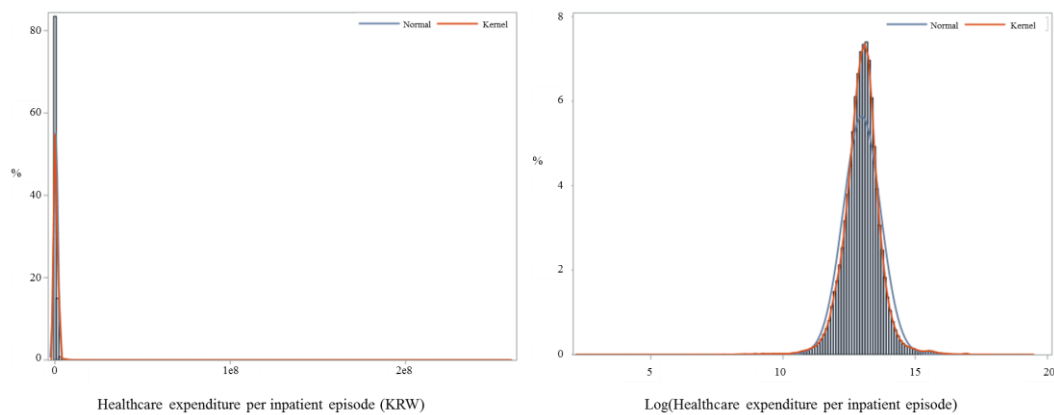 Normal Kernel
80
60
%
40
20
0
0 1e8 2e8
Healthcare expenditure per inpatient episode (KRW)
Normal Kernel
8
6
%
4
2
0
5 10 15 20
Log(Healthcare expenditure per inpatient episode)